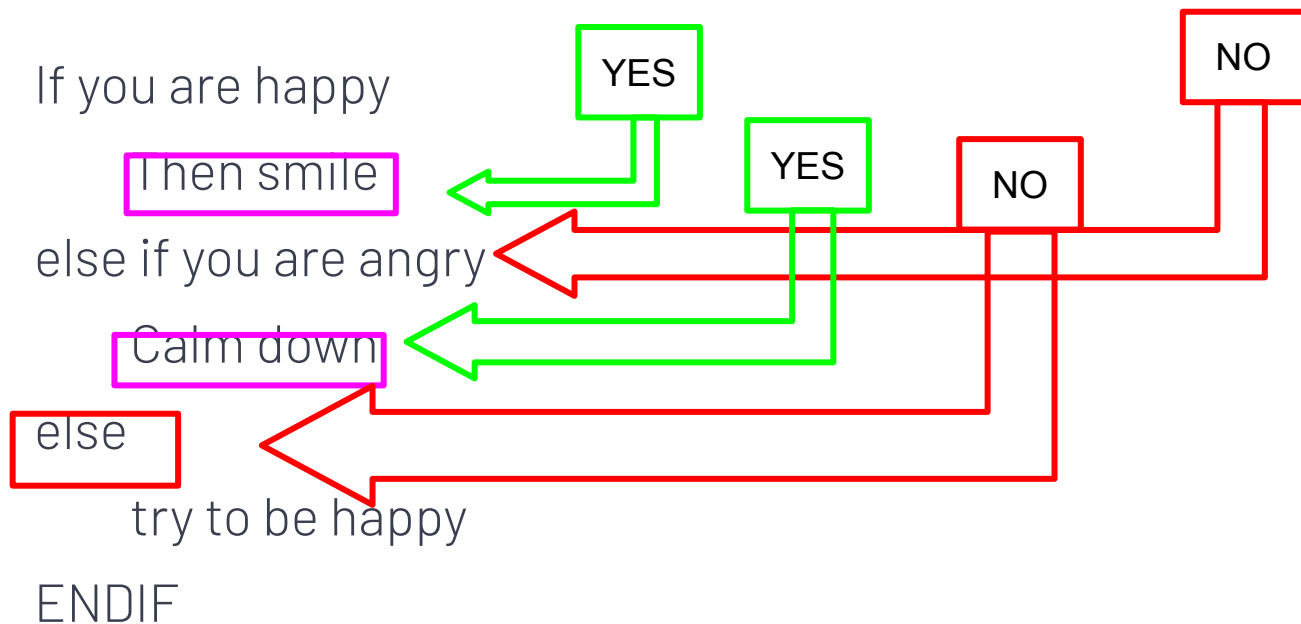 If you are happy
Then smile
else if you are angry
Calm down
else
try to be happy
ENDIF
YES
YES
NO
NO